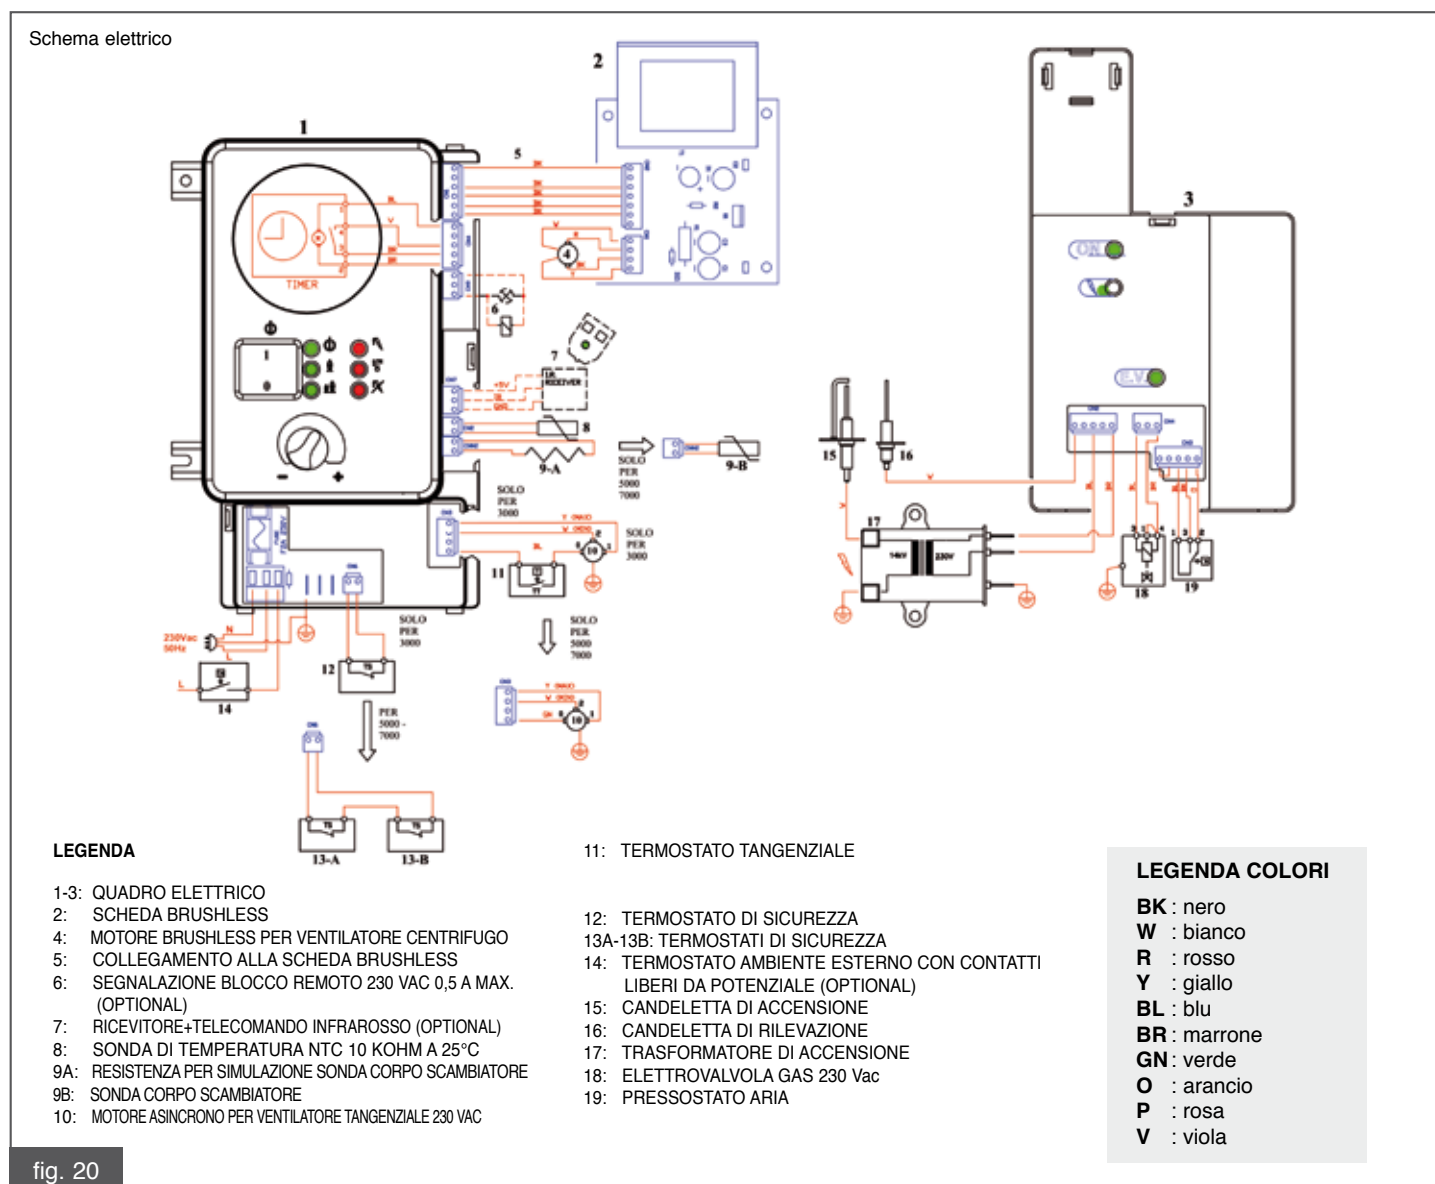 Schema elettrico
1
2
3
5
4
TIMER
6
7
I.R.
RECEIVER
+5V
GND
8
9-A
9-B
SOLO
PER
5000
7000
SOLO
PER
3000
SOLO
PER
3000
10
11
SOLO
PER
5000
7000
10
SOLO
PER
3000
230Vac
50Hz
N
L
L
12
14
PER
5000 -
7000
13-A
13-B
ON
E.V.
15
16
17
14kV
230V
18
19
LEGENDA
1-3: QUADRO ELETTRICO
2: SCHEDA BRUSHLESS
4: MOTORE BRUSHLESS PER VENTILATORE CENTRIFUGO
5: COLLEGAMENTO ALLA SCHEDA BRUSHLESS
6: SEGNALAZIONE BLOCCO REMOTO 230 VAC 0,5 A MAX.
(OPTIONAL)
7: RICEVITORE+TELECOMANDO INFRAROSSO (OPTIONAL)
8: SONDA DI TEMPERATURA NTC 10 KOHM A 25°C
9A: RESISTENZA PER SIMULAZIONE SONDA CORPO SCAMBIATORE
9B: SONDA CORPO SCAMBIATORE
10: MOTORE ASINCRONO PER VENTILATORE TANGENZIALE 230 VAC
11: TERMOSTATO TANGENZIALE
12: TERMOSTATO DI SICUREZZA
13A-13B: TERMOSTATI DI SICUREZZA
14: TERMOSTATO AMBIENTE ESTERNO CON CONTATTI
LIBERI DA POTENZIALE (OPTIONAL)
15: CANDELETTA DI ACCENSIONE
16: CANDELETTA DI RILEVAZIONE
17: TRASFORMATORE DI ACCENSIONE
18: ELETTROVALVOLA GAS 230 Vac
19: PRESSOSTATO ARIA
LEGENDA COLORI
BK : nero
W : bianco
R : rosso
Y : giallo
BL : blu
BR : marrone
GN : verde
O : arancio
P : rosa
V : viola
fig. 20